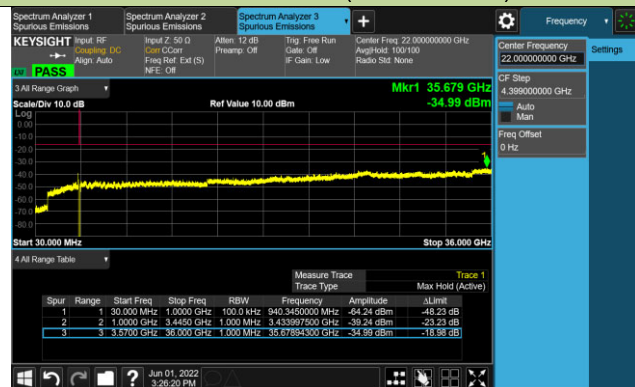 Spectrum Analyzer 1
Spurious Emissions
Spectrum Analyzer 2
Spurious Emissions
Spectrum Analyzer 3
Spurious Emissions
Frequency
KEYSIGHT
Input: RF
Coupling: DC
Align: Auto
Input Z: 50 Ω
Corr CCorr
Freq Ref: Ext (S)
NFE: Off
Atten: 12 dB
Preamp: Off
Trig: Free Run
Gate: Off
IF Gain: Low
Center Freq: 22.000000000 GHz
Avg|Hold: 100/100
Radio Std: None
PASS
Center Frequency
22.000000000 GHz
Settings
CF Step
4.399000000 GHz
Auto
Man
Freq Offset
0 Hz
3 All Range Graph
Mkr1 35.679 GHz
Scale/Div 10.0 dB
Ref Value 10.00 dBm
-34.99 dBm
Log
0.00
-10.0
-20.0
-30.0
-40.0
-50.0
-60.0
-70.0
-80.0
1
Start 30.000 MHz
Stop 36.000 GHz
4 All Range Table
Measure Trace Trace 1
Trace Type Max Hold (Active)
Spur Range Start Freq Stop Freq RBW Frequency Amplitude ΔLimit
1 1 30.000 MHz 1.0000 GHz 100.0 kHz 940.3450000 MHz -64.24 dBm -48.23 dB
2 2 1.0000 GHz 3.4450 GHz 1.000 MHz 3.433997500 GHz -39.24 dBm -23.23 dB
3 3 3.5700 GHz 36.000 GHz 1.000 MHz 35.67894300 GHz -34.99 dBm -18.98 dB
Jun 01, 2022
3:26:20 PM